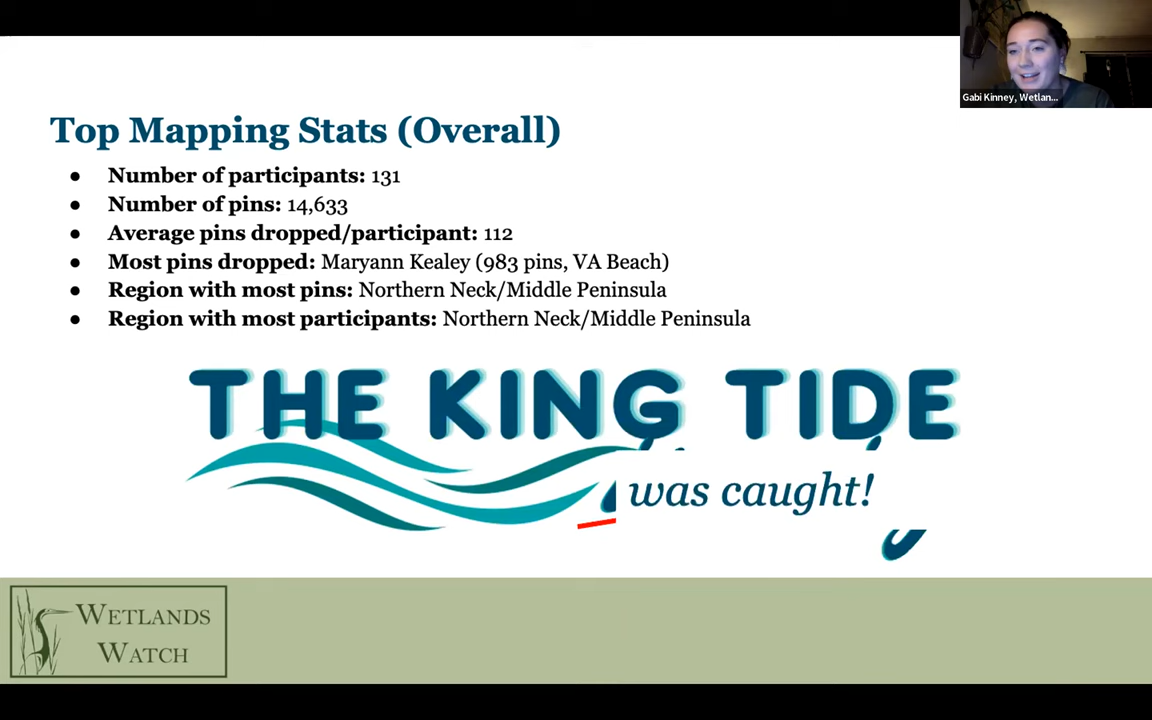 Gabi Kinney, Wetlan...
Top Mapping Stats (Overall)
● Number of participants: 131
● Number of pins: 14,633
● Average pins dropped/participant: 112
● Most pins dropped: Maryann Kealey (983 pins, VA Beach)
● Region with most pins: Northern Neck/Middle Peninsula
● Region with most participants: Northern Neck/Middle Peninsula
THE KING TIDE
was caught!
WETLANDS
WATCH